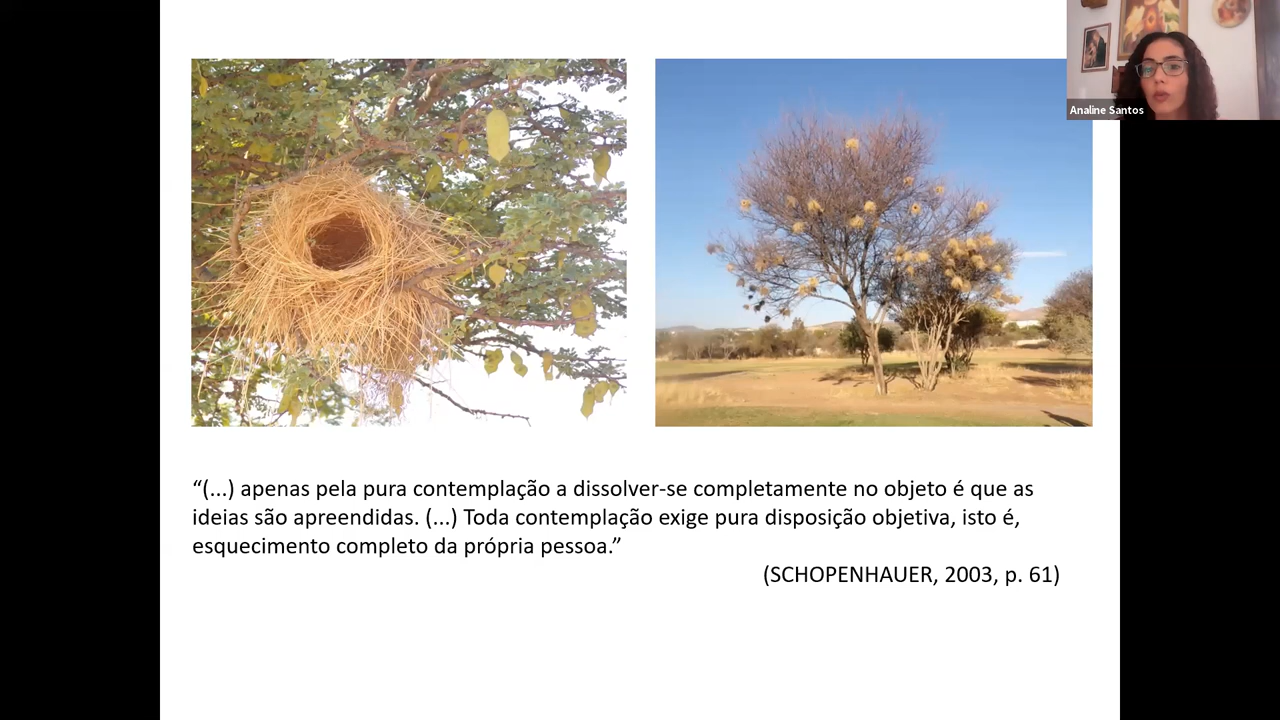 Analine Santos
“(...) apenas pela pura contemplação a dissolver-se completamente no objeto é que as
ideias são apreendidas. (...) Toda contemplação exige pura disposição objetiva, isto é,
esquecimento completo da própria pessoa.”
(SCHOPENHAUER, 2003, p. 61)